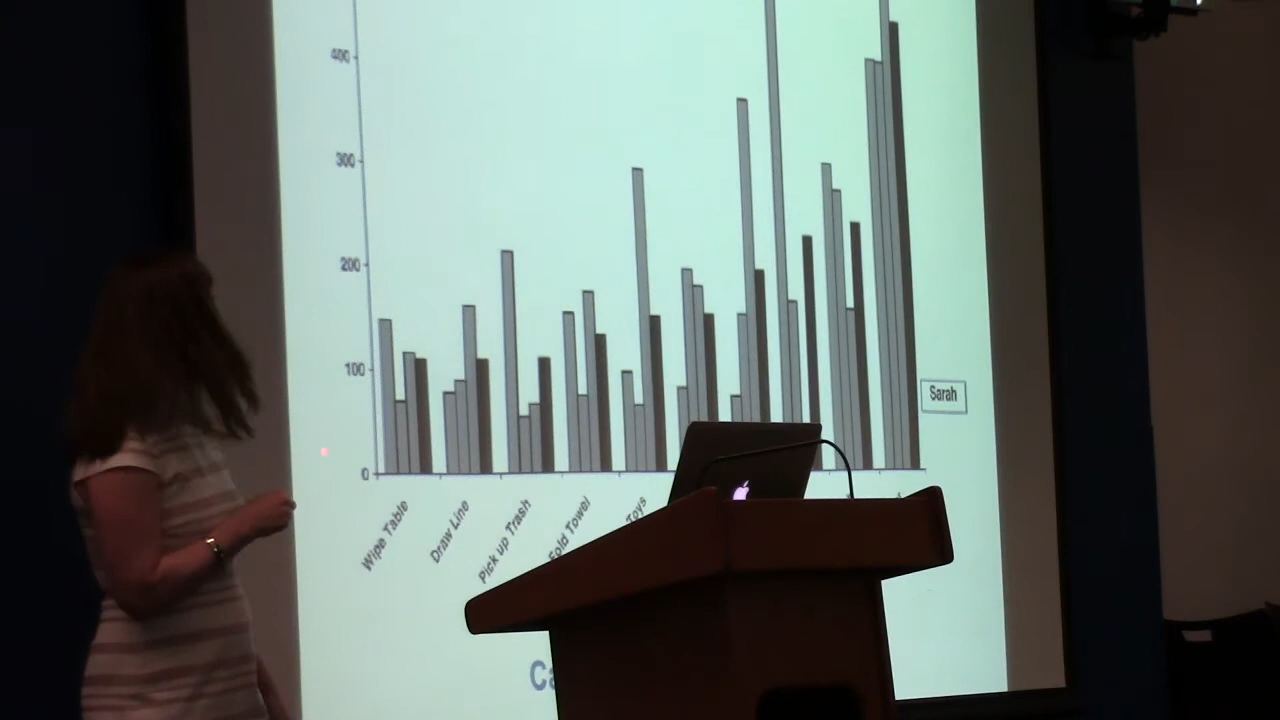 400
300
200
100
0
Sarah
Wipe Table
Draw Line
Pick up Trash
Fold Towel
Toys
Ca